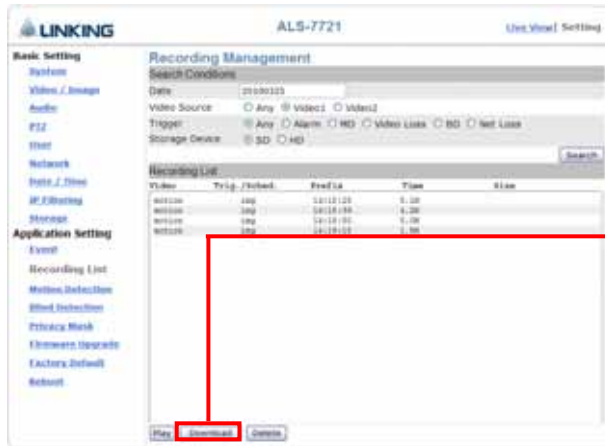 LINKING
ALS-7721
Live View| Setting
Basic Setting
System
Video / Image
Audio
PTZ
User
Network
Date / Time
IP Filtering
Storage
Application Setting
Event
Recording List
Motion Detection
Blind Detection
Privacy Mask
Firmware Upgrade
Factory Default
Reboot
Recording Management
Search Conditions
Date
Video Source Any Video1 Video2
Trigger Any Alarm MD Video Loss BD Net Loss
Storage Device SD HD
Search
Recording List
Video Trig./Sched. Prefix Time Size
motion img
motion img
motion img
motion img
Play Download Delete